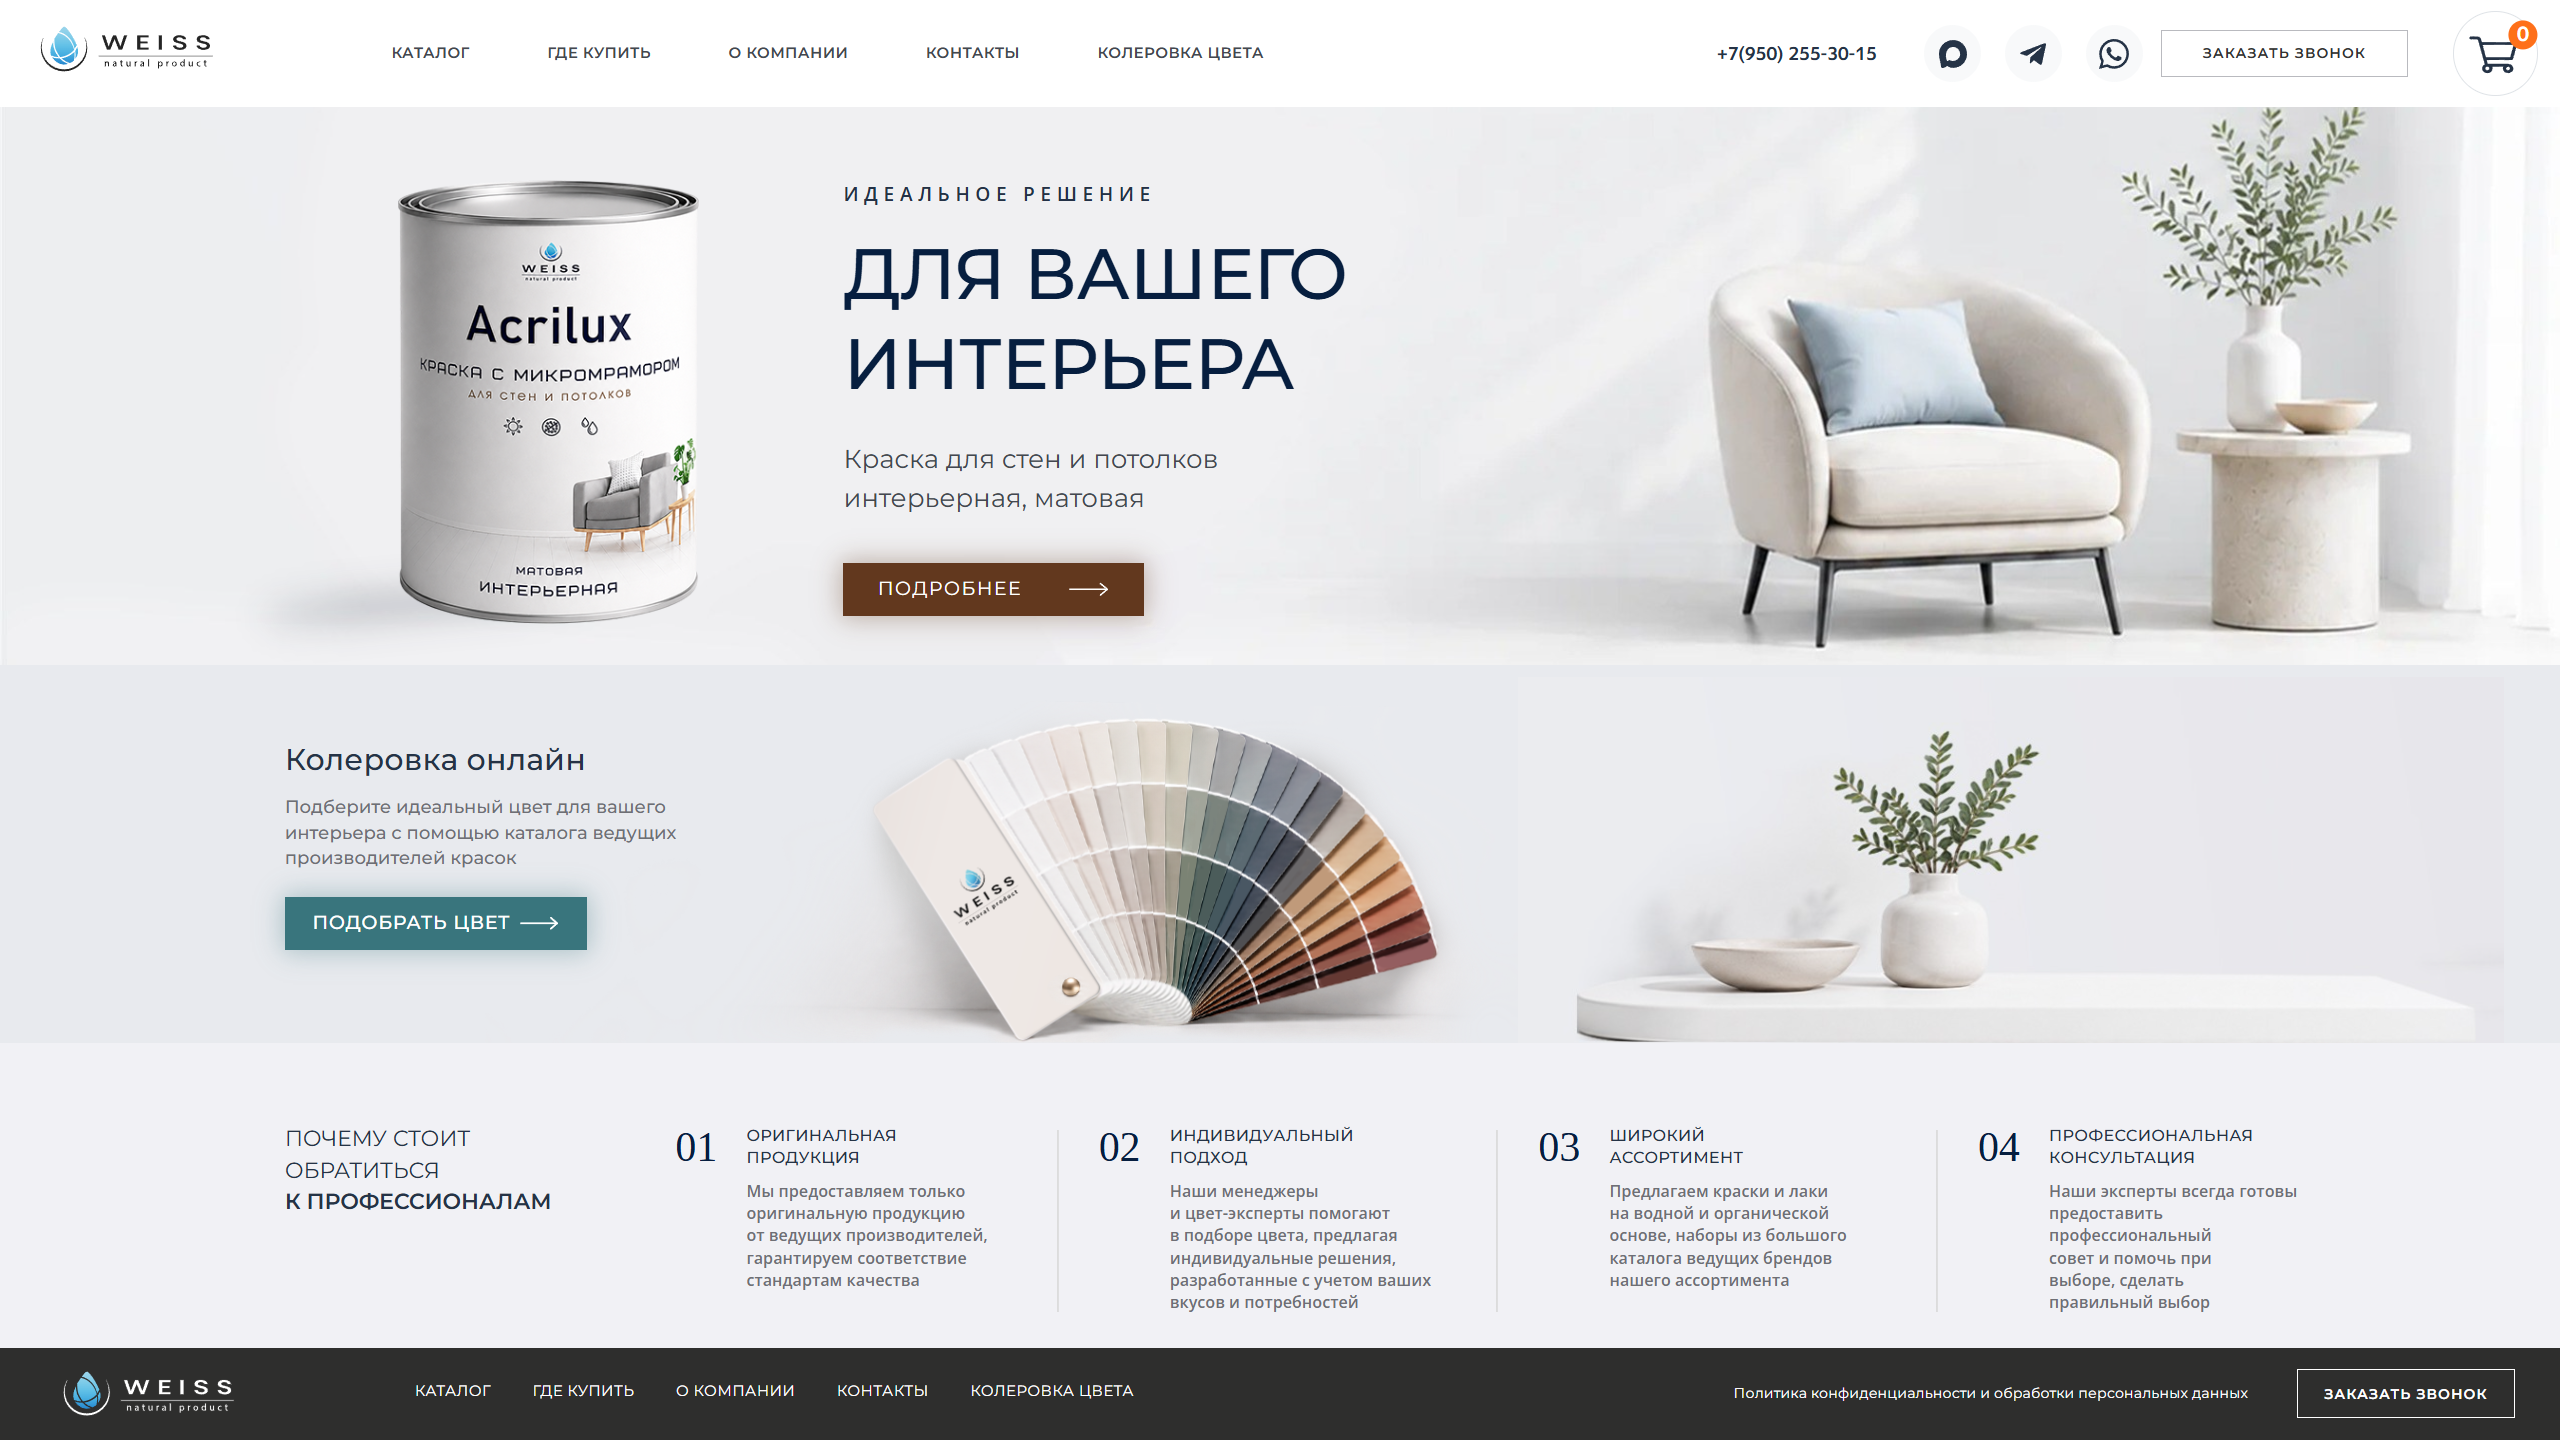 WEISS
natural product
КАТАЛОГ
ГДЕ КУПИТЬ
О КОМПАНИИ
КОНТАКТЫ
КОЛЕРОВКА ЦВЕТА
+7(950) 255-30-15
ЗАКАЗАТЬ ЗВОНОК
0
WEISS
natural product
Acrilux
КРАСКА С МИКРОМРАМОРОМ
ДЛЯ СТЕН И ПОТОЛКОВ
МАТОВАЯ
ИНТЕРЬЕРНАЯ
ИДЕАЛЬНОЕ РЕШЕНИЕ
ДЛЯ ВАШЕГО
ИНТЕРЬЕРА
Краска для стен и потолков
интерьерная, матовая
ПОДРОБНЕЕ
Колеровка онлайн
Подберите идеальный цвет для вашего
интерьера с помощью каталога ведущих
производителей красок
ПОДОБРАТЬ ЦВЕТ
WEISS
natural product
ПОЧЕМУ СТОИТ
ОБРАТИТЬСЯ
К ПРОФЕССИОНАЛАМ
01
ОРИГИНАЛЬНАЯ
ПРОДУКЦИЯ
Мы предоставляем только
оригинальную продукцию
от ведущих производителей,
гарантируем соответствие
стандартам качества
02
ИНДИВИДУАЛЬНЫЙ
ПОДХОД
Наши менеджеры
и цвет-эксперты помогают
в подборе цвета, предлагая
индивидуальные решения,
разработанные с учетом ваших
вкусов и потребностей
03
ШИРОКИЙ
АССОРТИМЕНТ
Предлагаем краски и лаки
на водной и органической
основе, наборы из большого
каталога ведущих брендов
нашего ассортимента
04
ПРОФЕССИОНАЛЬНАЯ
КОНСУЛЬТАЦИЯ
Наши эксперты всегда готовы
предоставить
профессиональный
совет и помочь при
выборе, сделать
правильный выбор
WEISS
natural product
КАТАЛОГ
ГДЕ КУПИТЬ
О КОМПАНИИ
КОНТАКТЫ
КОЛЕРОВКА ЦВЕТА
Политика конфиденциальности и обработки персональных данных
ЗАКАЗАТЬ ЗВОНОК